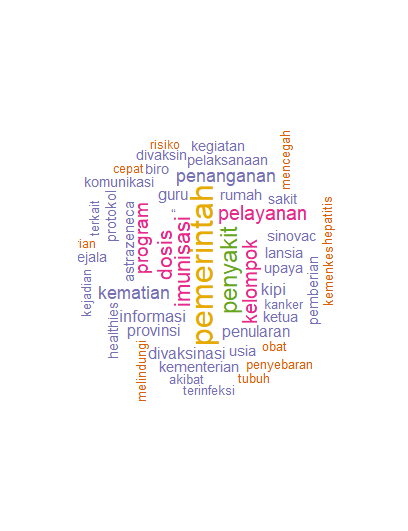 risiko
kegiatan
mencegah
divaksin
pelaksanaan
cepat
biro
penanganan
komunikasi
guru
rumah
sakit
terkait
protokol
astrazeneca
program
dosis
“
imunisasi
pemerintah
penyakit
pelayanan
kelompok
sinovac
lansia
upaya
hepatitis
rian
ejala
kejadian
kematian
kipi
kanker
ketua
pemberian
kemenkes
informasi
provinsi
penularan
healthies
melindungi
divaksinasi
usia
obat
kementerian
penyebaran
akibat
tubuh
terinfeksi